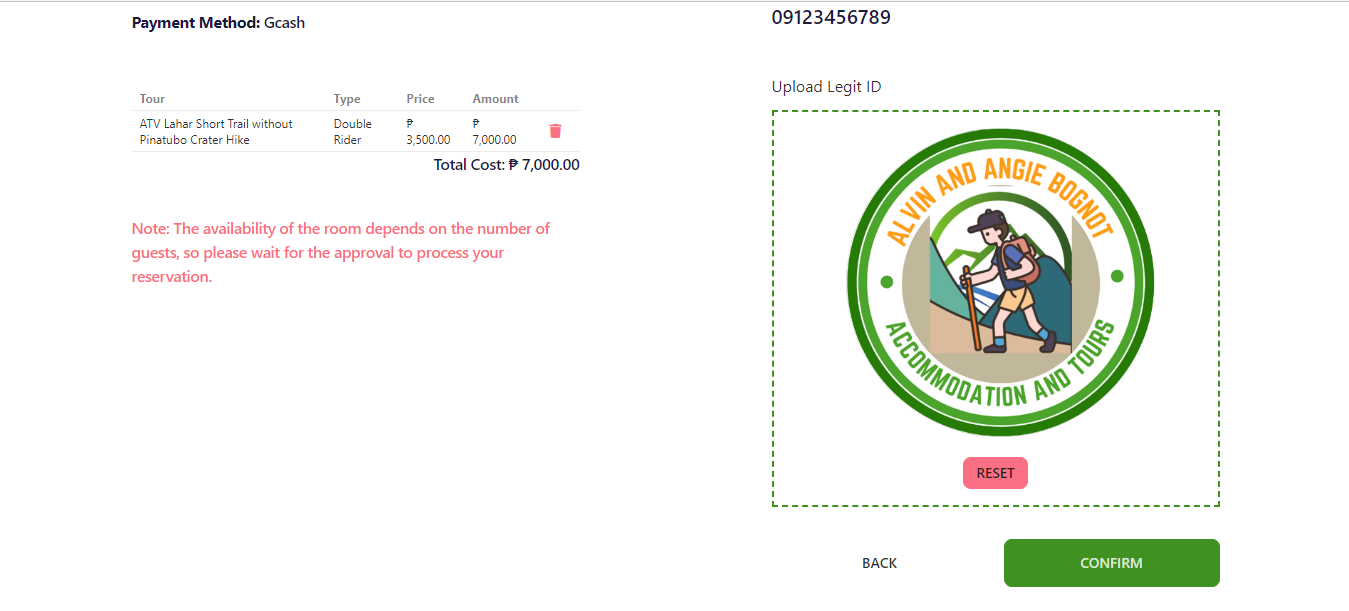 Payment Method: Gcash
Tour Type Price Amount
ATV Lahar Short Trail without
Pinatubo Crater Hike
Double
Rider
₱
3,500.00
₱
7,000.00
Total Cost: ₱ 7,000.00
Note: The availability of the room depends on the number of
guests, so please wait for the approval to process your
reservation.
09123456789
Upload Legit ID
ALVIN AND ANGIE BOGNOT
ACCOMMODATION AND TOURS
RESET
BACK
CONFIRM